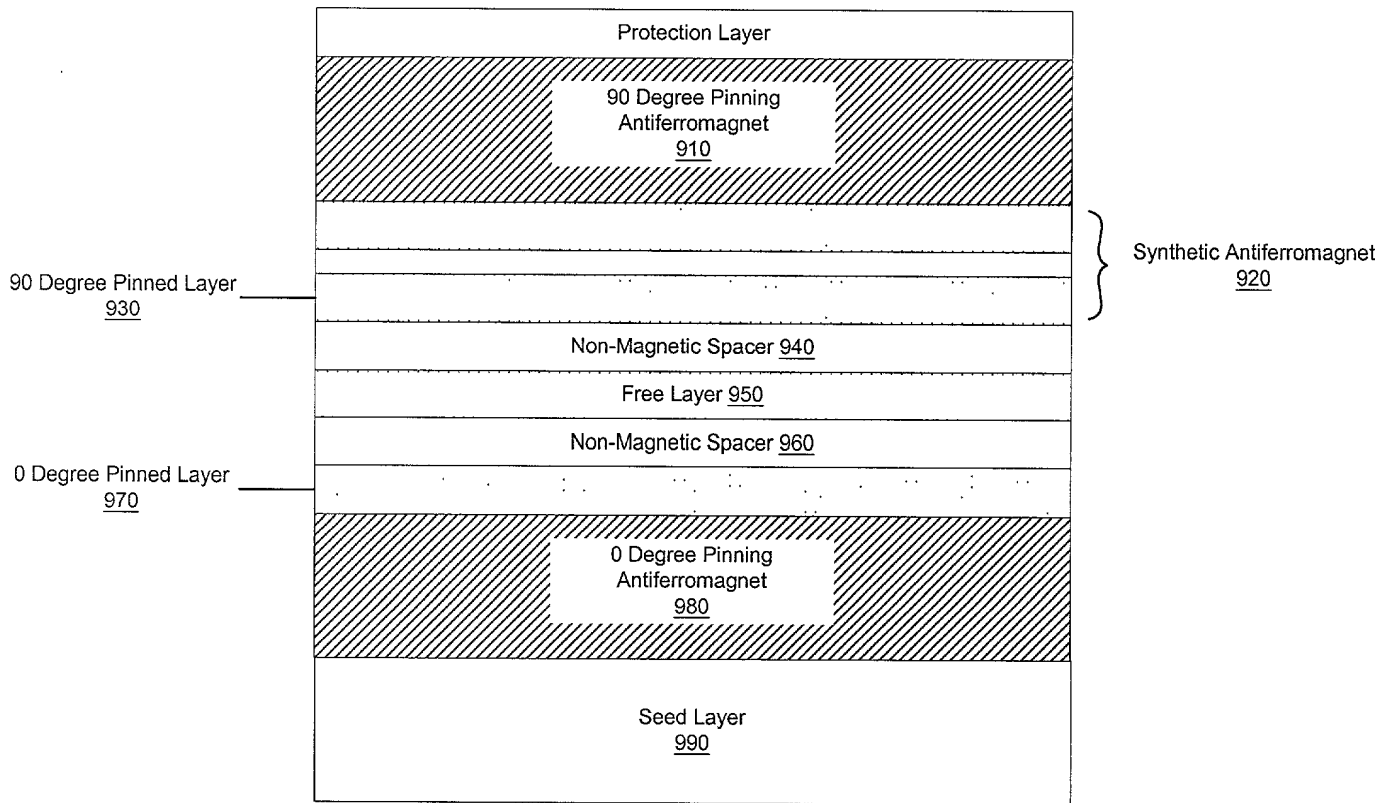 Protection Layer
90 Degree Pinning
Antiferromagnet
910
Synthetic Antiferromagnet
920
90 Degree Pinned Layer
930
Non-Magnetic Spacer 940
Free Layer 950
Non-Magnetic Spacer 960
0 Degree Pinned Layer
970
0 Degree Pinning
Antiferromagnet
980
Seed Layer
990